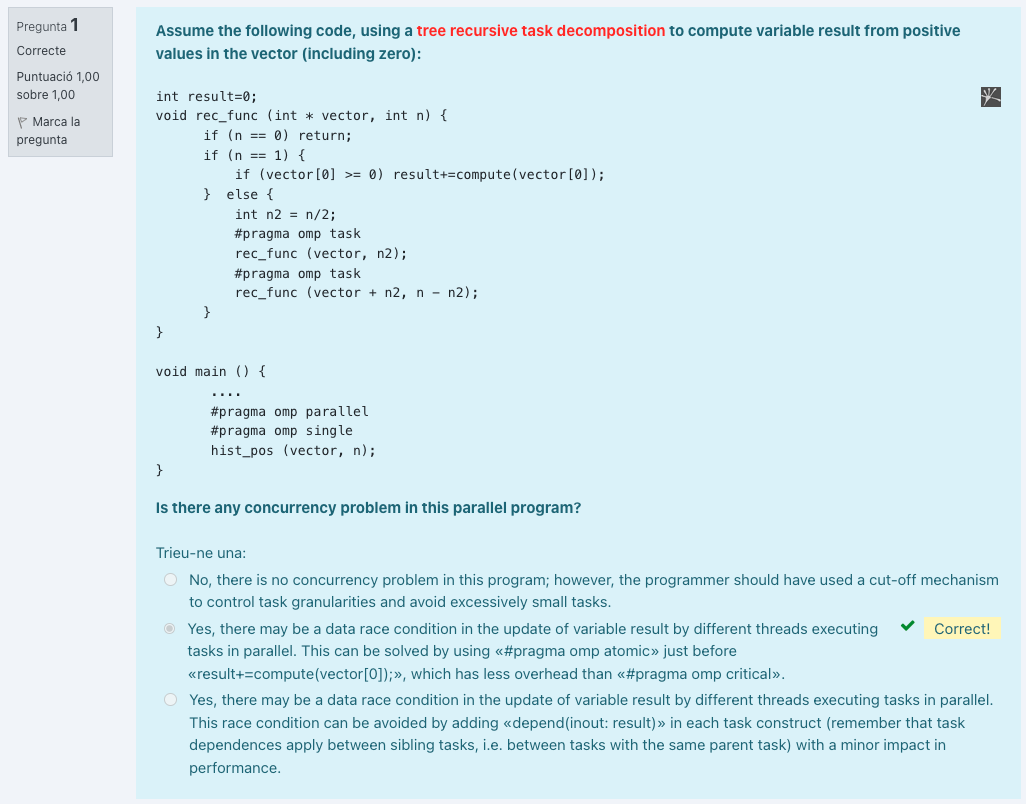 Pregunta 1
Correcte
Puntuació 1,00
sobre 1,00
Marca la
pregunta
Assume the following code, using a tree recursive task decomposition to compute variable result from positive
values in the vector (including zero):
int result=0;
void rec_func (int * vector, int n) {
if (n == 0) return;
if (n == 1) {
if (vector[0] >= 0) result+=compute(vector[0]);
} else {
int n2 = n/2;
#pragma omp task
rec_func (vector, n2);
#pragma omp task
rec_func (vector + n2, n - n2);
}
}
void main () {
....
#pragma omp parallel
#pragma omp single
hist_pos (vector, n);
}
Is there any concurrency problem in this parallel program?
Trieu-ne una:
No, there is no concurrency problem in this program; however, the programmer should have used a cut-off mechanism
to control task granularities and avoid excessively small tasks.
Yes, there may be a data race condition in the update of variable result by different threads executing
tasks in parallel. This can be solved by using «#pragma omp atomic» just before
«result+=compute(vector[0]);», which has less overhead than «#pragma omp critical».
Correct!
Yes, there may be a data race condition in the update of variable result by different threads executing tasks in parallel.
This race condition can be avoided by adding «depend(inout: result)» in each task construct (remember that task
dependences apply between sibling tasks, i.e. between tasks with the same parent task) with a minor impact in
performance.